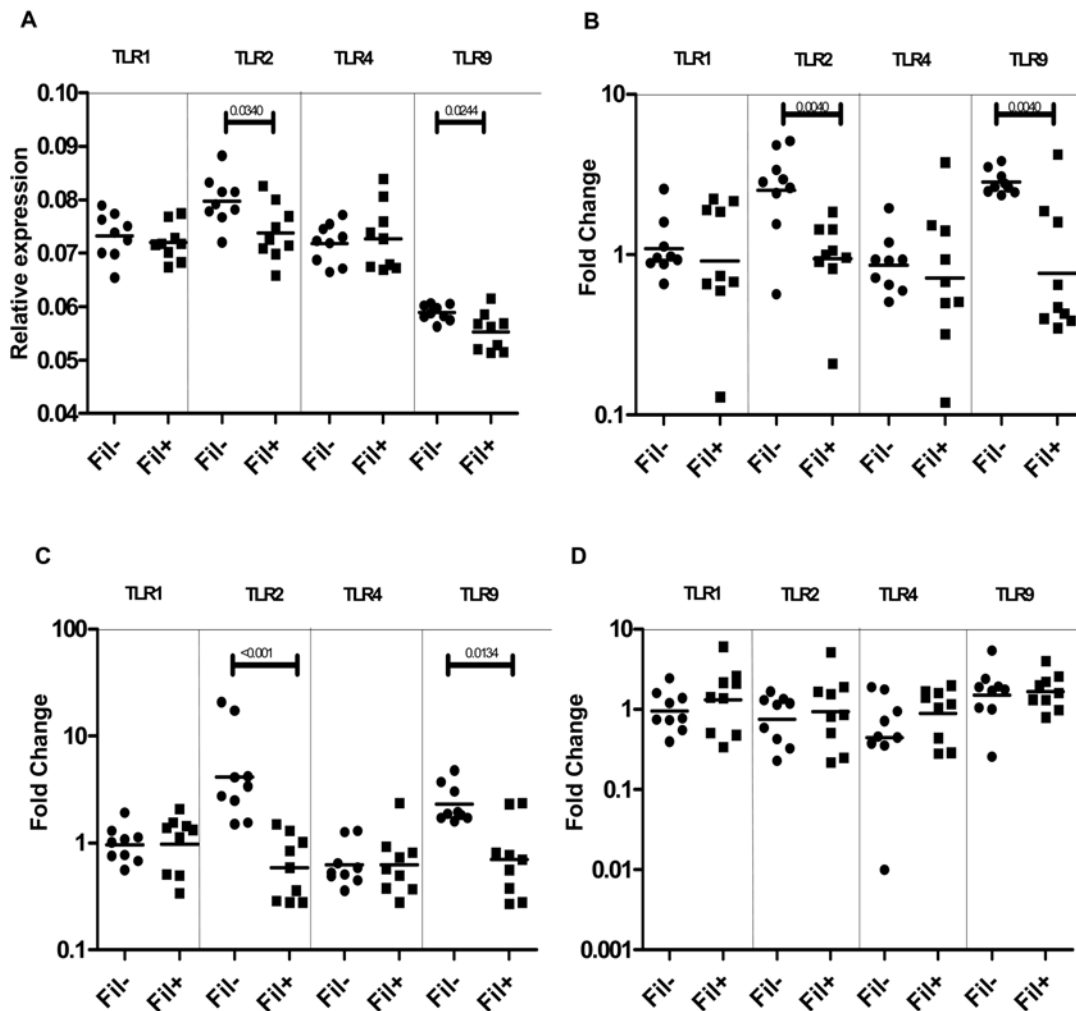 A
TLR1 TLR2 TLR4 TLR9
Relative expression
0.10
0.09
0.08
0.07
0.06
0.05
0.04
0.0340
0.0244
Fil- Fil+ Fil- Fil+ Fil- Fil+ Fil- Fil+
B
TLR1 TLR2 TLR4 TLR9
Fold Change
10
1
0.1
0.0040
0.0040
Fil- Fil+ Fil- Fil+ Fil- Fil+ Fil- Fil+
C
TLR1 TLR2 TLR4 TLR9
Fold Change
100
10
1
0.1
<0.001
0.0134
Fil- Fil+ Fil- Fil+ Fil- Fil+ Fil- Fil+
D
TLR1 TLR2 TLR4 TLR9
Fold Change
10
1
0.1
0.01
0.001
Fil- Fil+ Fil- Fil+ Fil- Fil+ Fil- Fil+